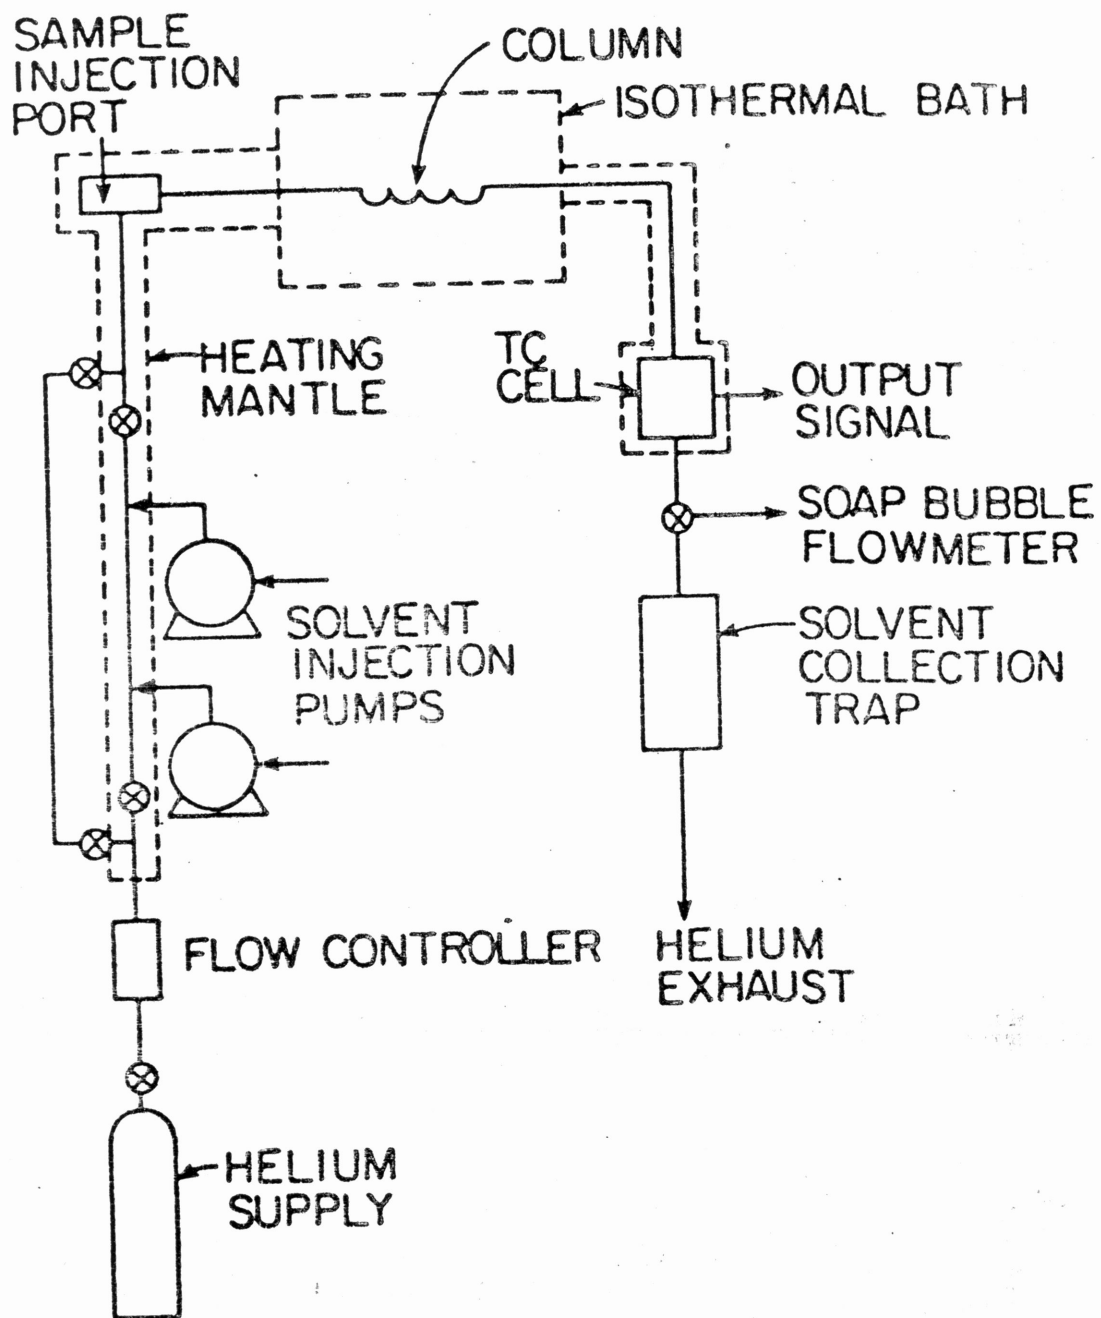 SAMPLE
INJECTION
PORT
COLUMN
ISOTHERMAL BATH
HEATING
MANTLE
TC
CELL
OUTPUT
SIGNAL
SOAP BUBBLE
FLOWMETER
SOLVENT
INJECTION
PUMPS
SOLVENT
COLLECTION
TRAP
FLOW CONTROLLER
HELIUM
EXHAUST
HELIUM
SUPPLY